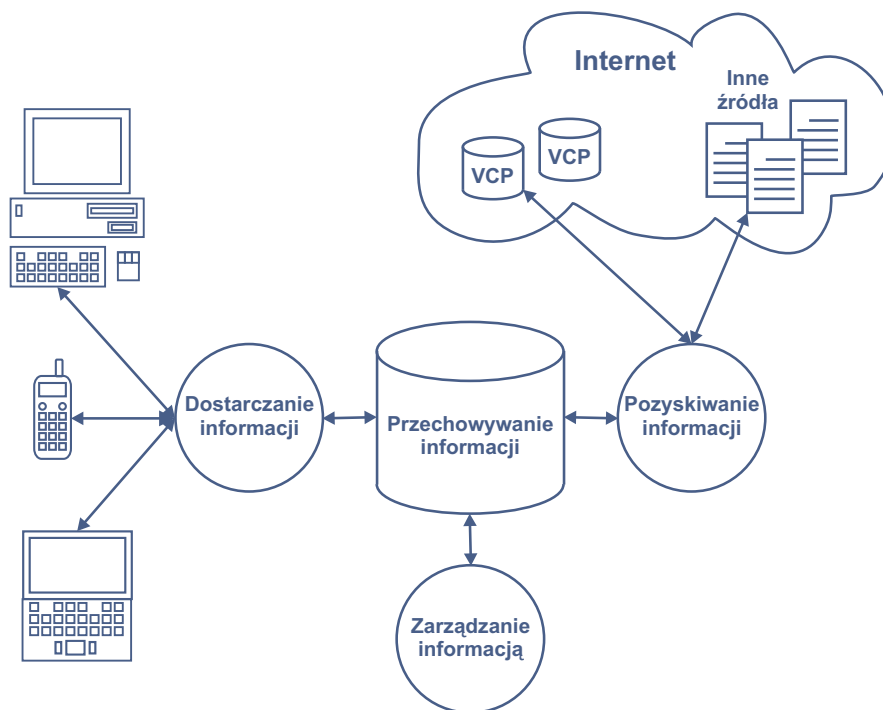 Internet
Inne
źródła
VCP
VCP
Dostarczanie
informacji
Przechowywanie
informacji
Pozyskiwanie
informacji
Zarządzanie
informacją